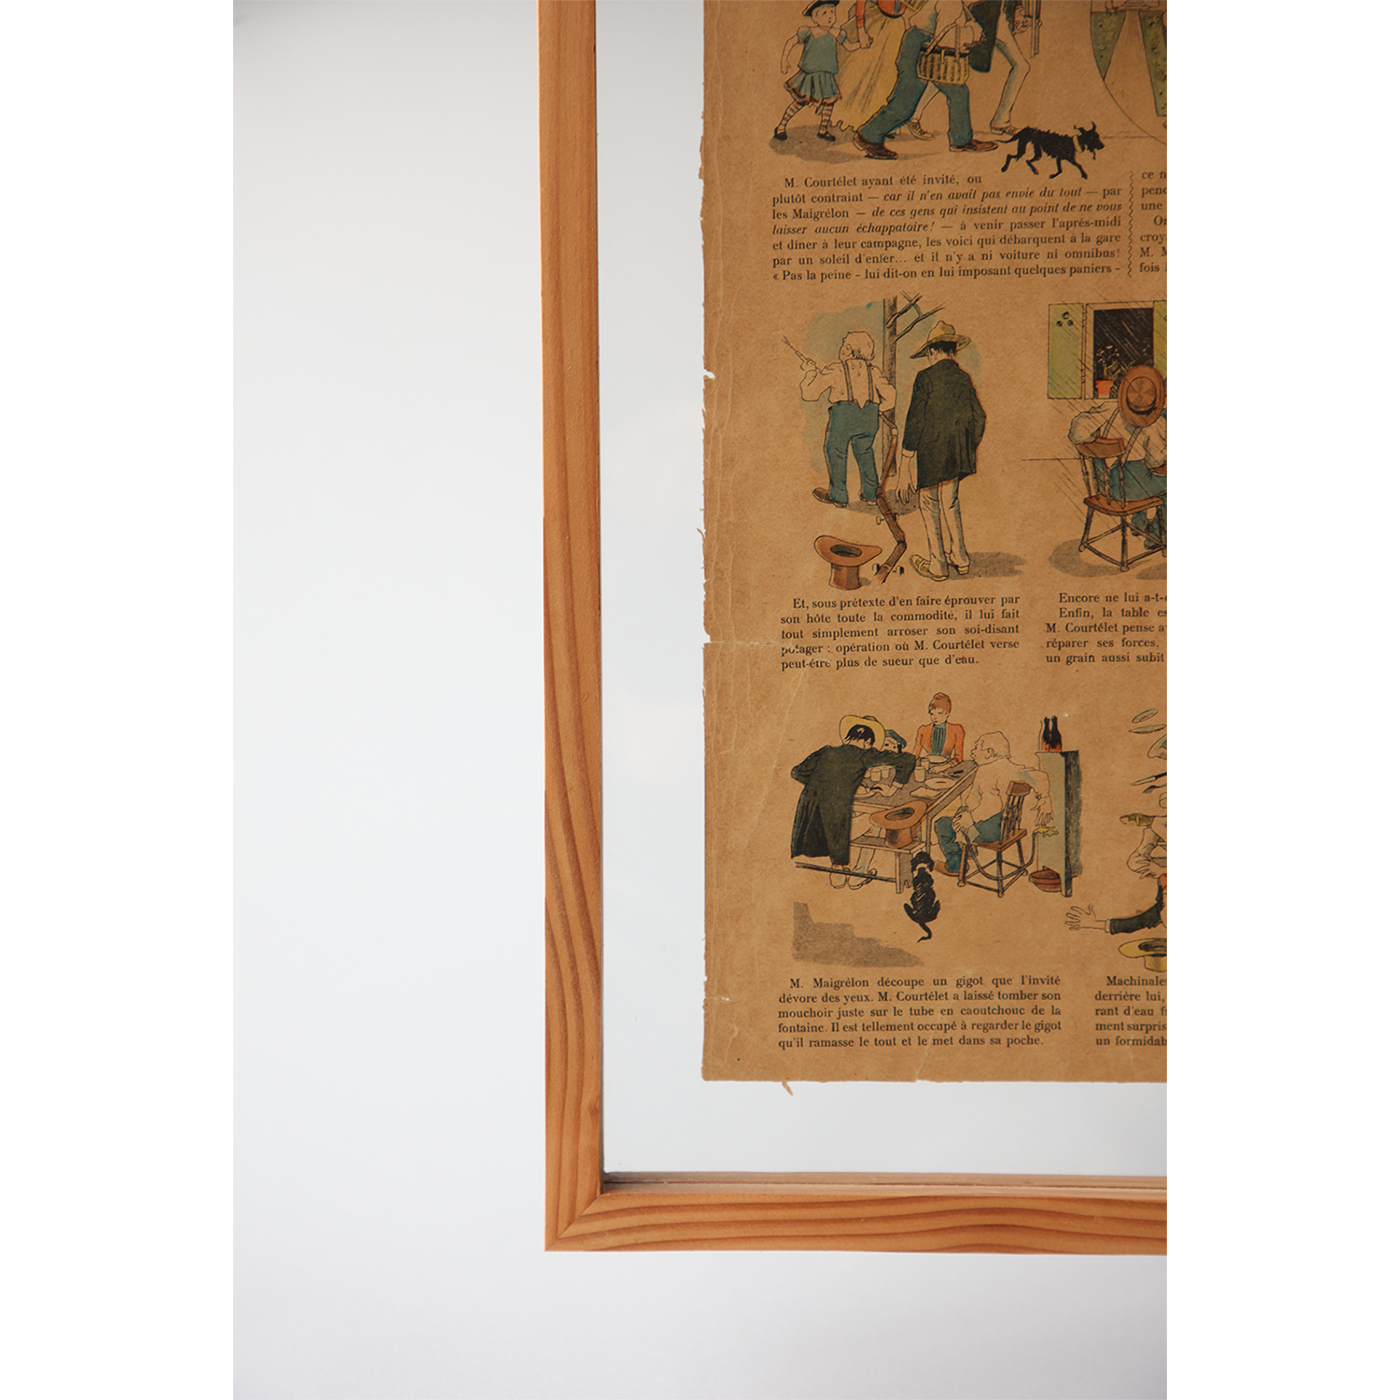 M. Courtélet ayant été invité, ou
plutôt contraint — car il n'en avait pas envie du tout — par
les Maigrélon — de ces gens qui insistent au point de ne vous
laisser aucun échappatoire! — à venir passer l'après-midi
et dîner à leur campagne, les voici qui débarquent à la gare
par un soleil d'enfer... et il n'y a ni voiture ni omnibus!
« Pas la peine - lui dit-on en lui imposant quelques paniers -
ce n
pend
une
O
croy
M. M
fois
Et, sous prétexte d'en faire éprouver par
son hôte toute la commodité, il lui fait
tout simplement arroser son soi-disant
potager : opération où M. Courtélet verse
peut-être plus de sueur que d'eau.
Encore ne lui a-t-
Enfin, la table es
M. Courtélet pense a
réparer ses forces,
un grain aussi subit
M. Maigrélon découpe un gigot que l'invité
dévore des yeux. M. Courtélet a laissé tomber son
mouchoir juste sur le tube en caoutchouc de la
fontaine. Il est tellement occupé à regarder le gigot
qu'il ramasse le tout et le met dans sa poche.
Machinale
derrière lui,
rant d'eau f
ment surpris
un formidab